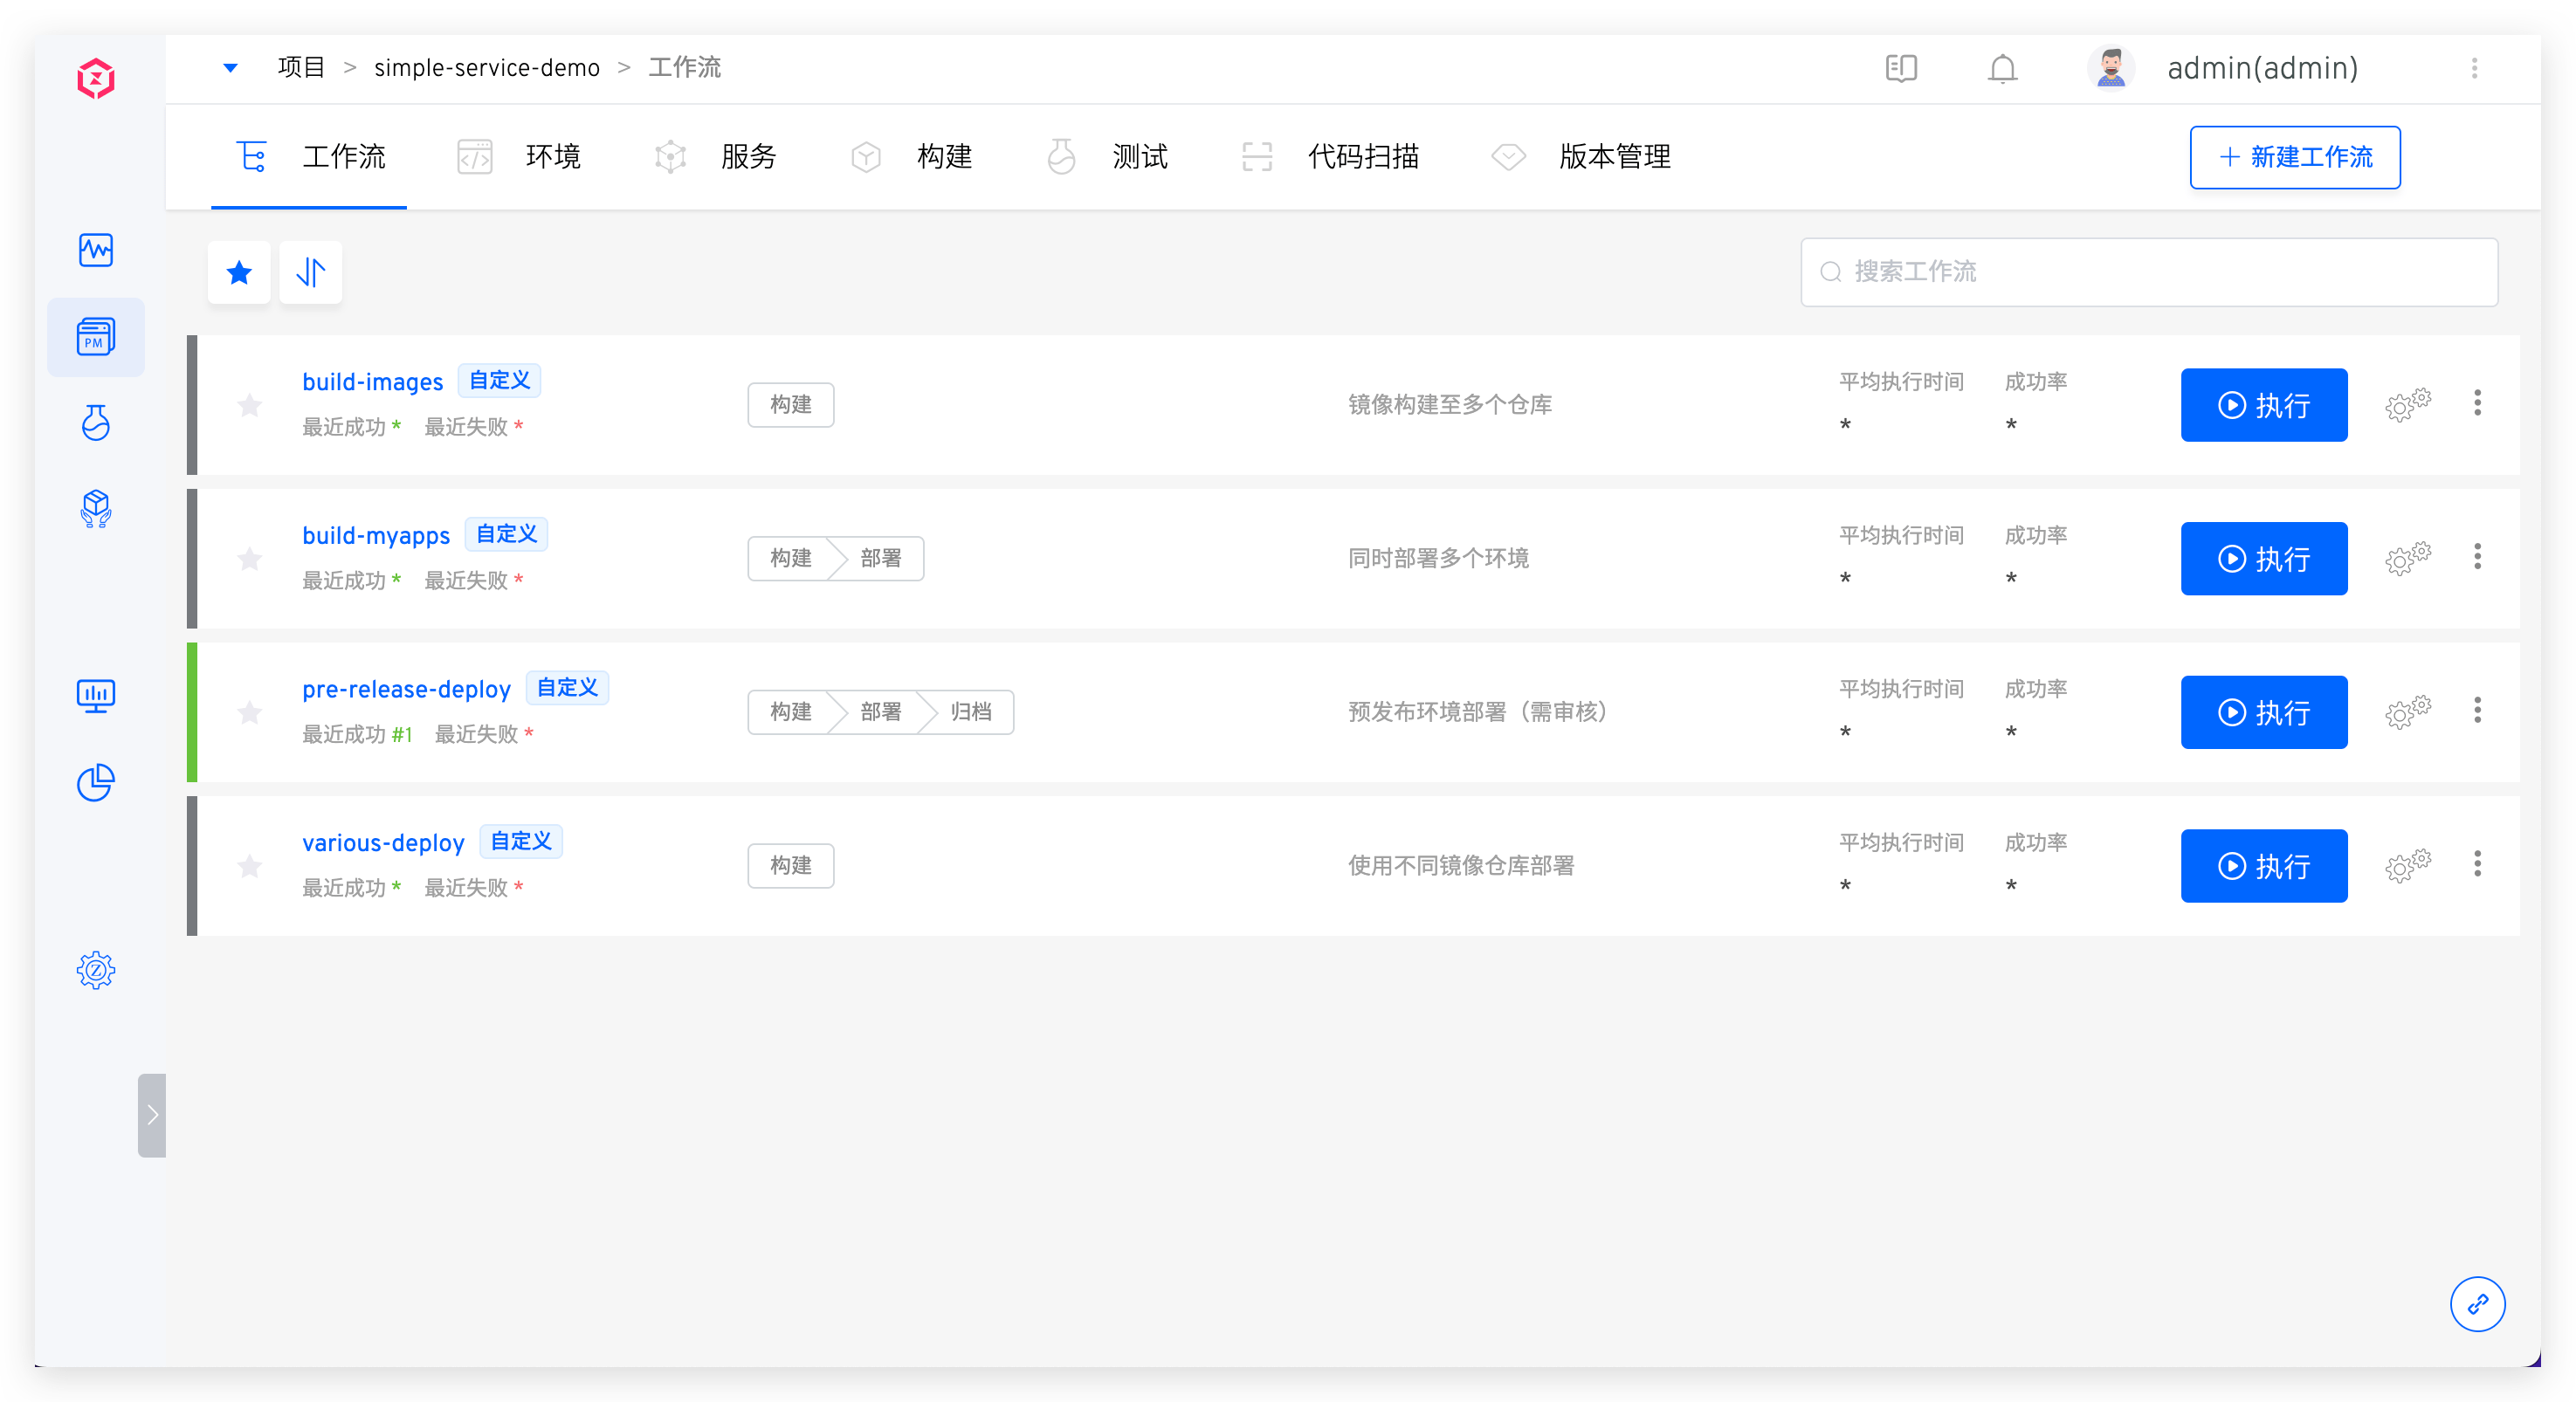 项目 > simple-service-demo > 工作流
admin(admin)
工作流 环境 服务 构建 测试 代码扫描 版本管理
+ 新建工作流
搜索工作流
PM
build-images 自定义
最近成功 * 最近失败 *
构建
镜像构建至多个仓库
平均执行时间 成功率
* *
执行
build-myapps 自定义
最近成功 * 最近失败 *
构建 部署
同时部署多个环境
平均执行时间 成功率
* *
执行
pre-release-deploy 自定义
最近成功 #1 最近失败 *
构建 部署 归档
预发布环境部署（需审核）
平均执行时间 成功率
* *
执行
various-deploy 自定义
最近成功 * 最近失败 *
构建
使用不同镜像仓库部署
平均执行时间 成功率
* *
执行